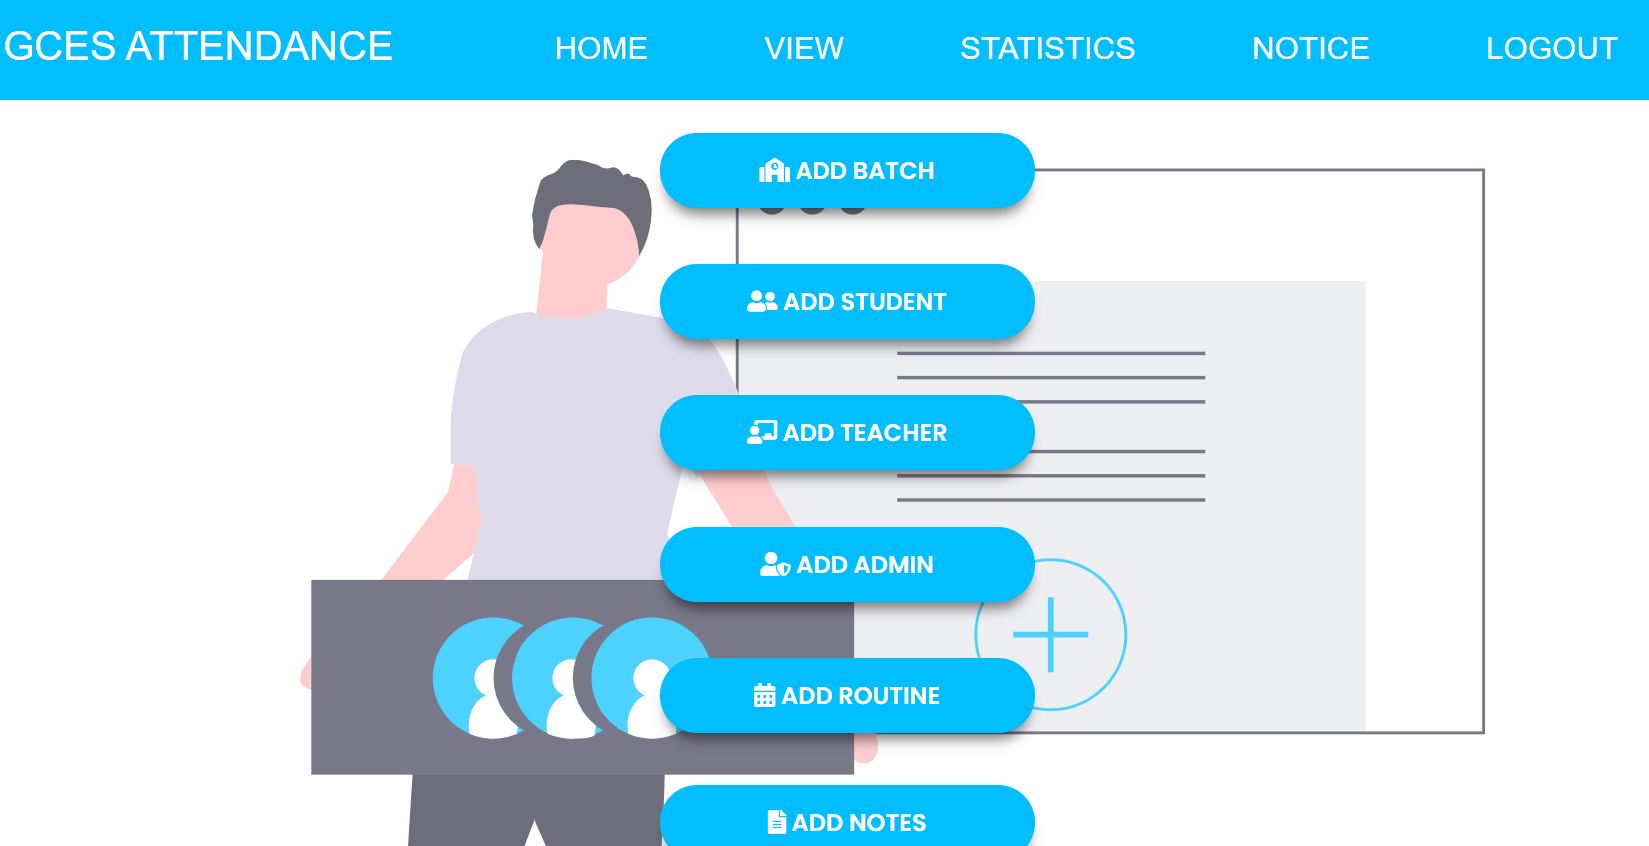 GCES ATTENDANCE HOME VIEW STATISTICS NOTICE LOGOUT
ADD BATCH
ADD STUDENT
ADD TEACHER
ADD ADMIN
ADD ROUTINE
ADD NOTES